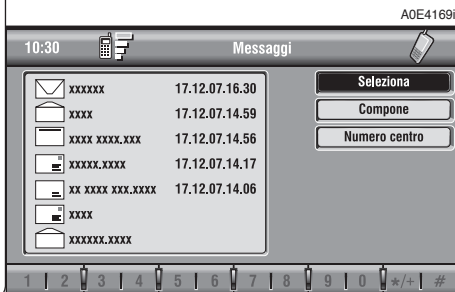 A0E4169i
10:30 Messaggi
xxxxxx 17.12.07.16.30
xxxx 17.12.07.14.59
xxxx xxxx.xxx 17.12.07.14.56
xxxxx.xxxx 17.12.07.14.17
xx xxxx xxx.xxxx 17.12.07.14.06
xxxx
xxxxxx.xxxx
Seleziona
Compone
Numero centro
1 2 3 4 5 6 7 8 9 0 */+ #